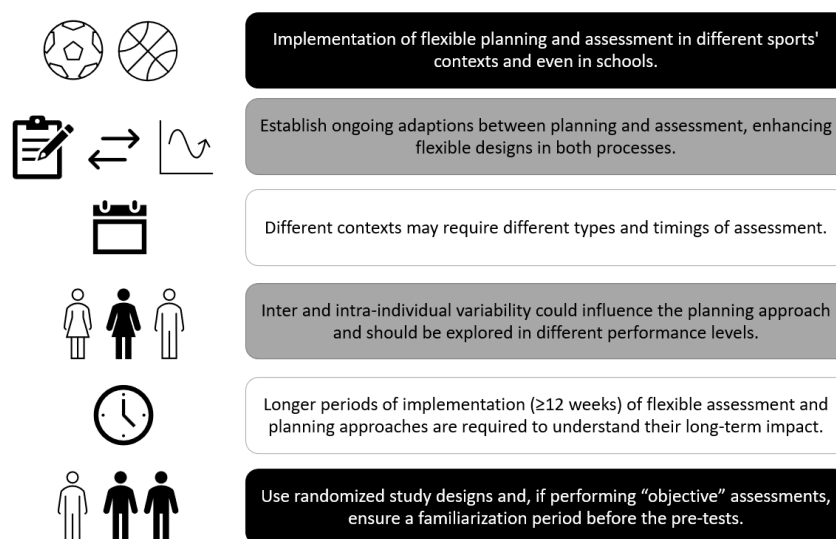 Implementation of flexible planning and assessment in different sports'
contexts and even in schools.
Establish ongoing adaptions between planning and assessment, enhancing
flexible designs in both processes.
Different contexts may require different types and timings of assessment.
Inter and intra-individual variability could influence the planning approach
and should be explored in different performance levels.
Longer periods of implementation (≥12 weeks) of flexible assessment and
planning approaches are required to understand their long-term impact.
Use randomized study designs and, if performing “objective” assessments,
ensure a familiarization period before the pre-tests.